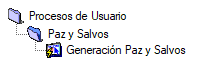 Procesos de Usuario
Paz y Salvos
Generación Paz y Salvos